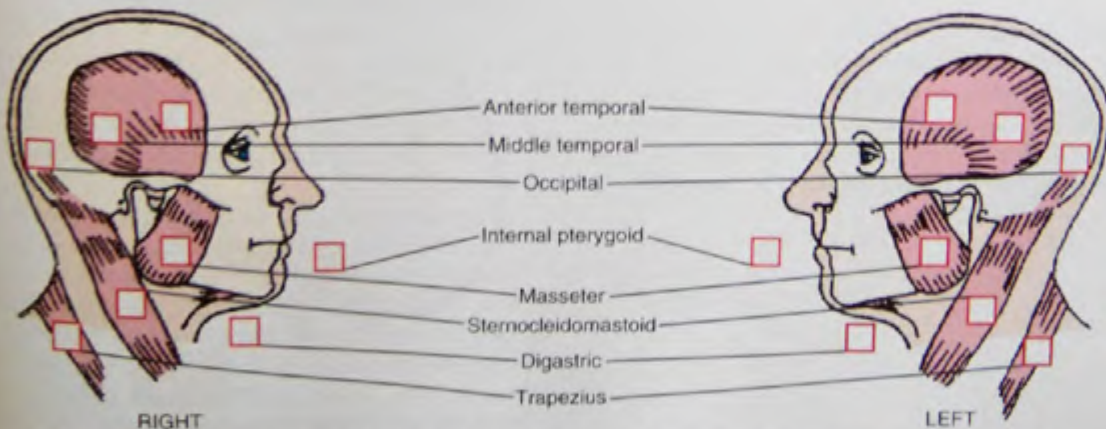 Anterior temporal
Middle temporal
Occipital
Internal pterygoid
Masseter
Sternocleidomastoid
Digastric
Trapezius
RIGHT
LEFT